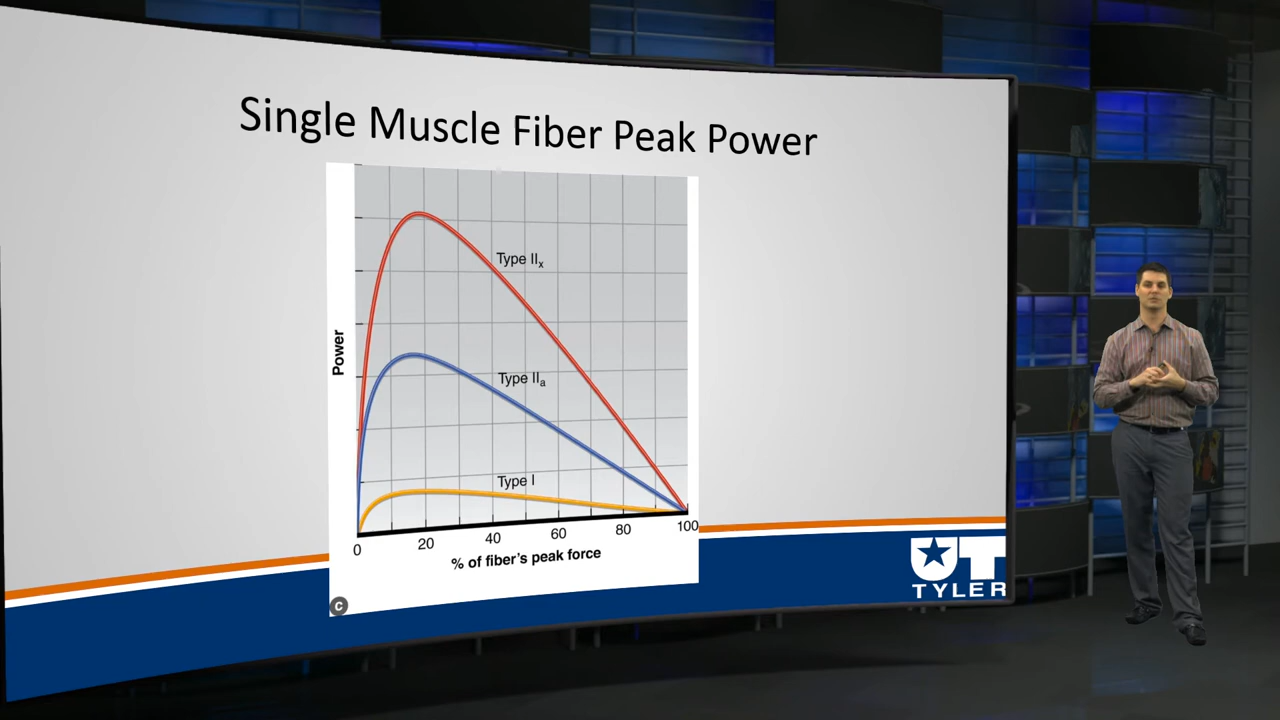 Single Muscle Fiber Peak Power
Type IIx
Type IIa
Type I
Power
0 20 40 60 80 100
% of fiber's peak force
C
UT
TYLER